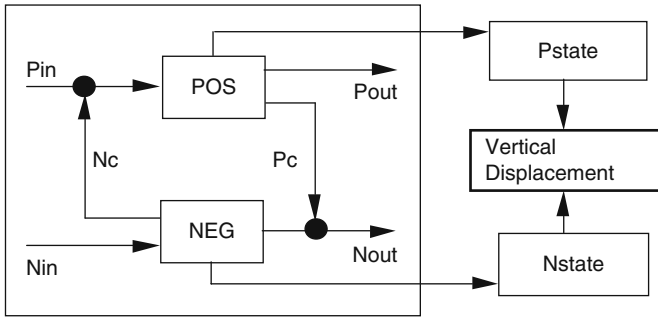 Pin
POS
Pout
Pstate
Nc
Pc
Vertical
Displacement
NEG
Nin
Nout
Nstate